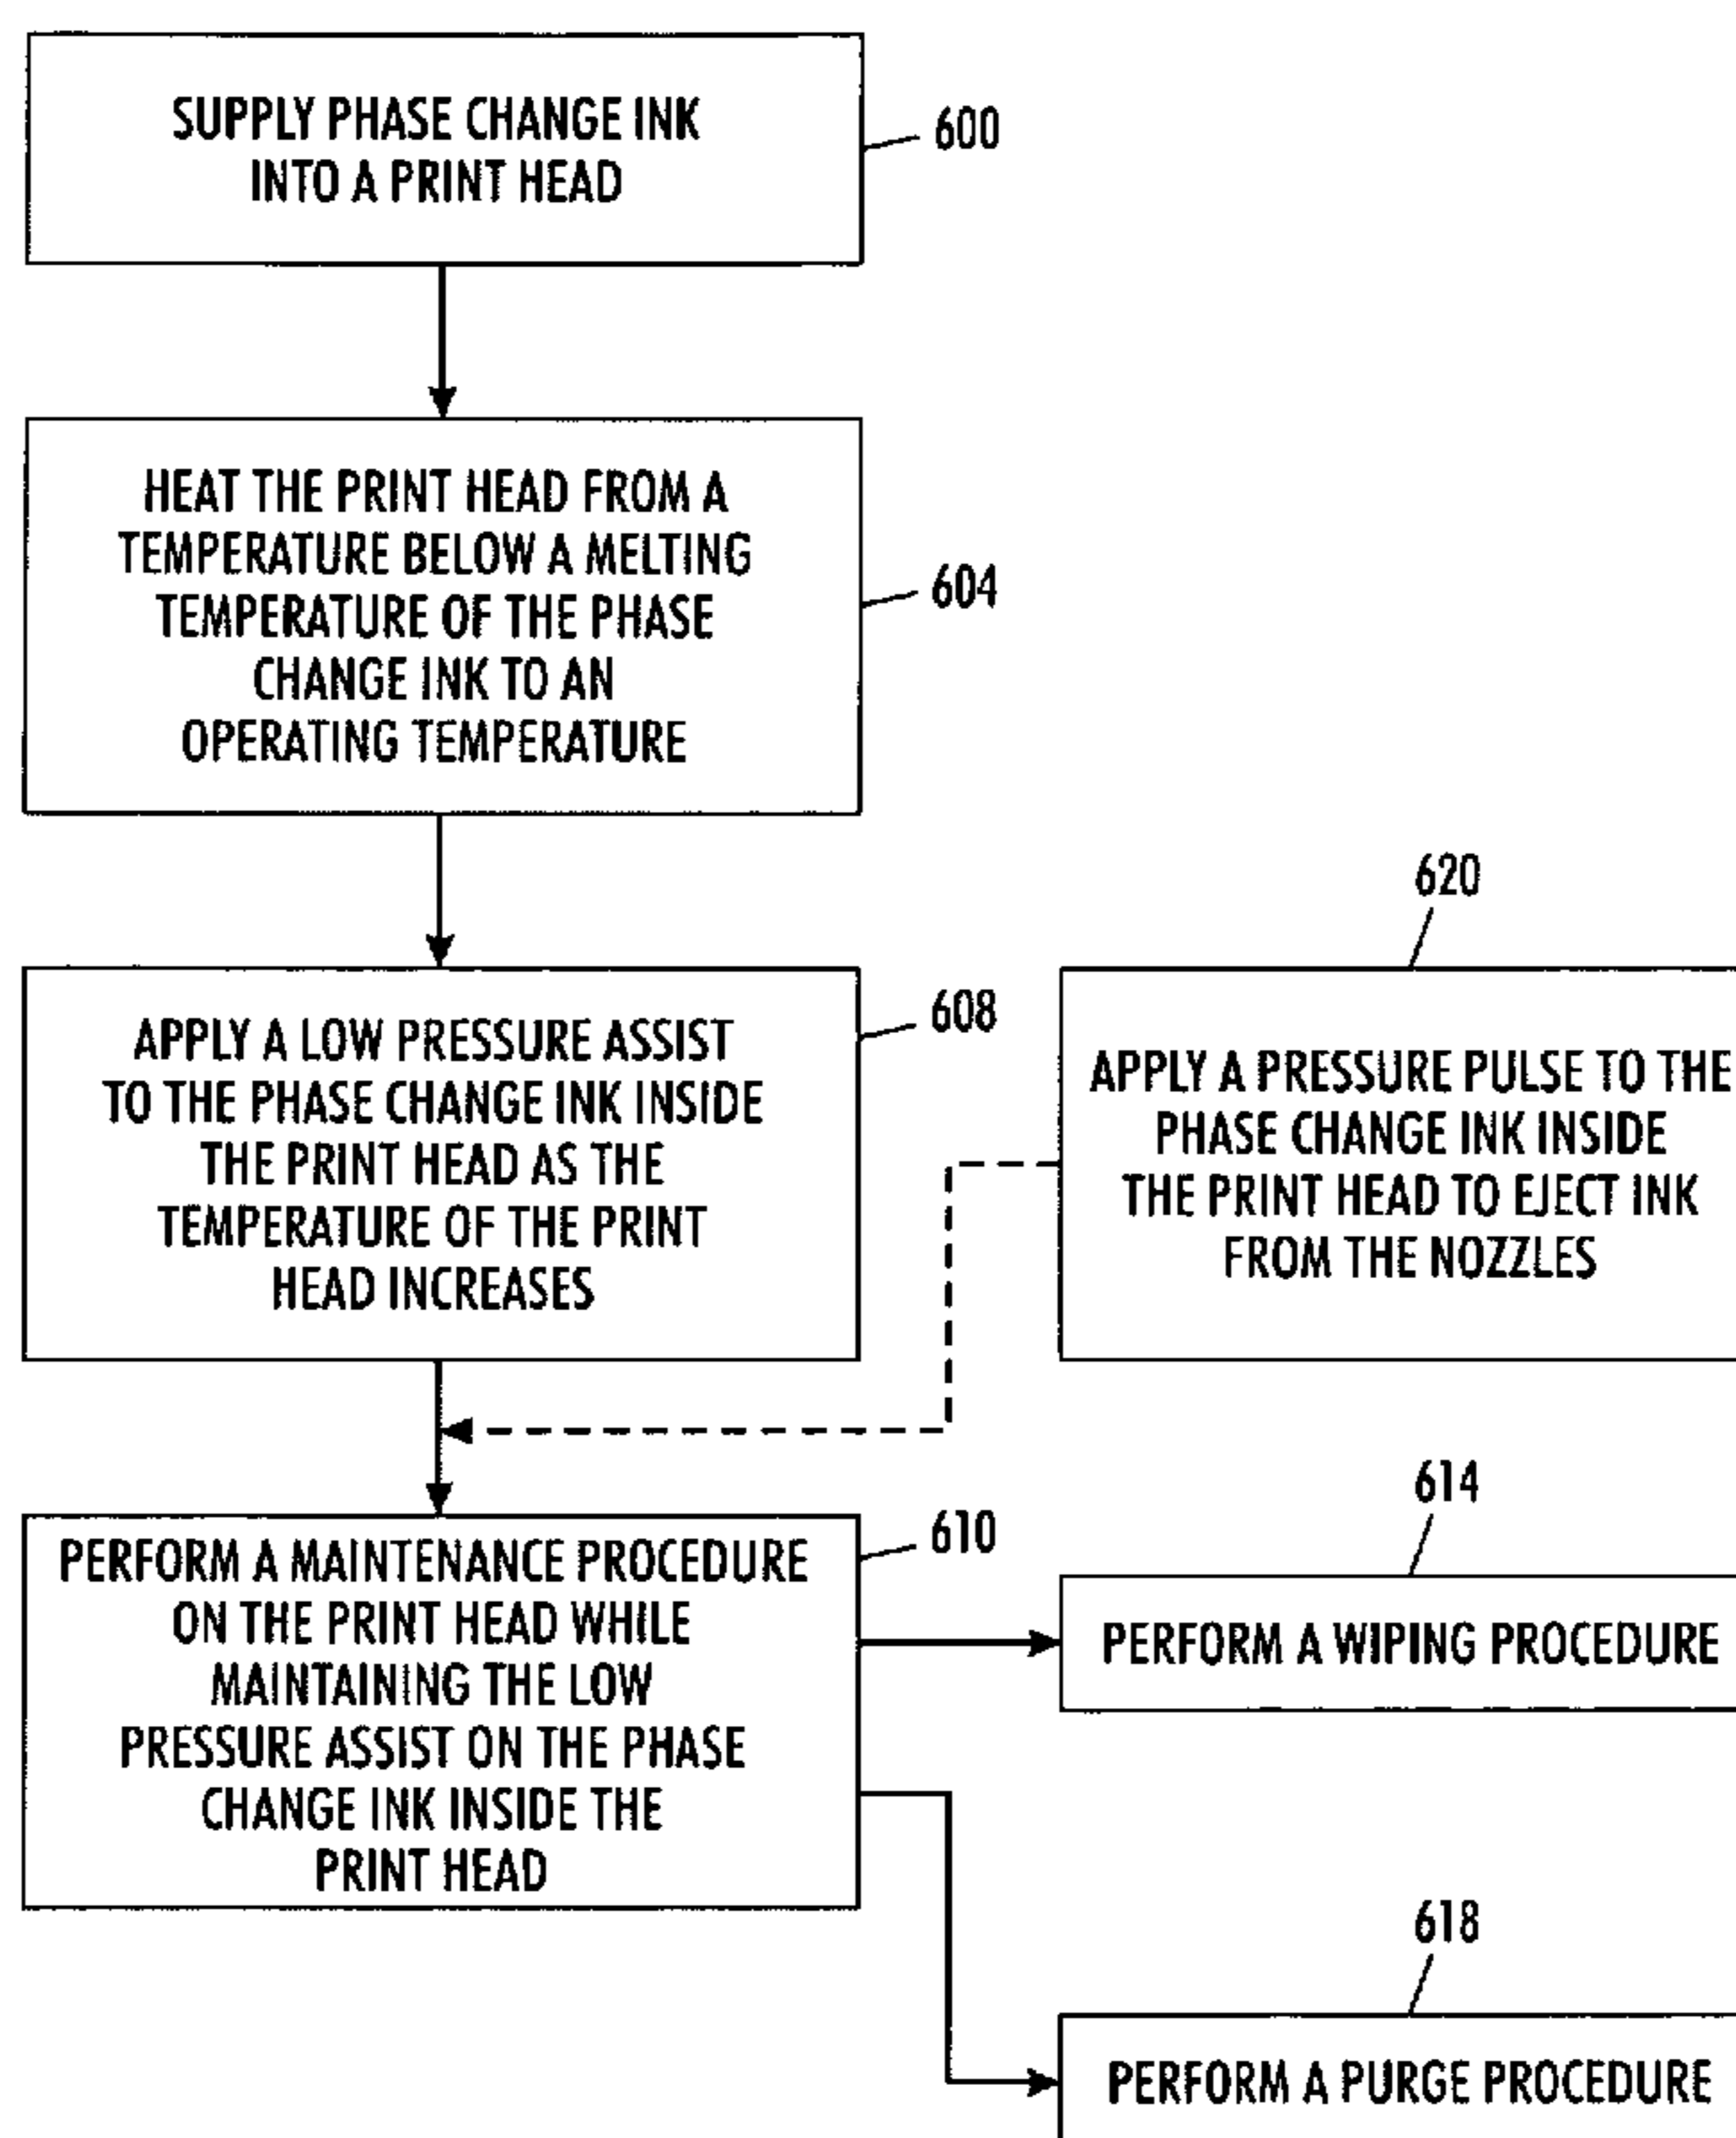 SUPPLY PHASE CHANGE INK
INTO A PRINT HEAD
600
HEAT THE PRINT HEAD FROM A
TEMPERATURE BELOW A MELTING
TEMPERATURE OF THE PHASE
CHANGE INK TO AN
OPERATING TEMPERATURE
604
APPLY A LOW PRESSURE ASSIST
TO THE PHASE CHANGE INK INSIDE
THE PRINT HEAD AS THE
TEMPERATURE OF THE PRINT
HEAD INCREASES
608
620
APPLY A PRESSURE PULSE TO THE
PHASE CHANGE INK INSIDE
THE PRINT HEAD TO EJECT INK
FROM THE NOZZLES
PERFORM A MAINTENANCE PROCEDURE
ON THE PRINT HEAD WHILE
MAINTAINING THE LOW
PRESSURE ASSIST ON THE PHASE
CHANGE INK INSIDE THE
PRINT HEAD
610
614
PERFORM A WIPING PROCEDURE
618
PERFORM A PURGE PROCEDURE